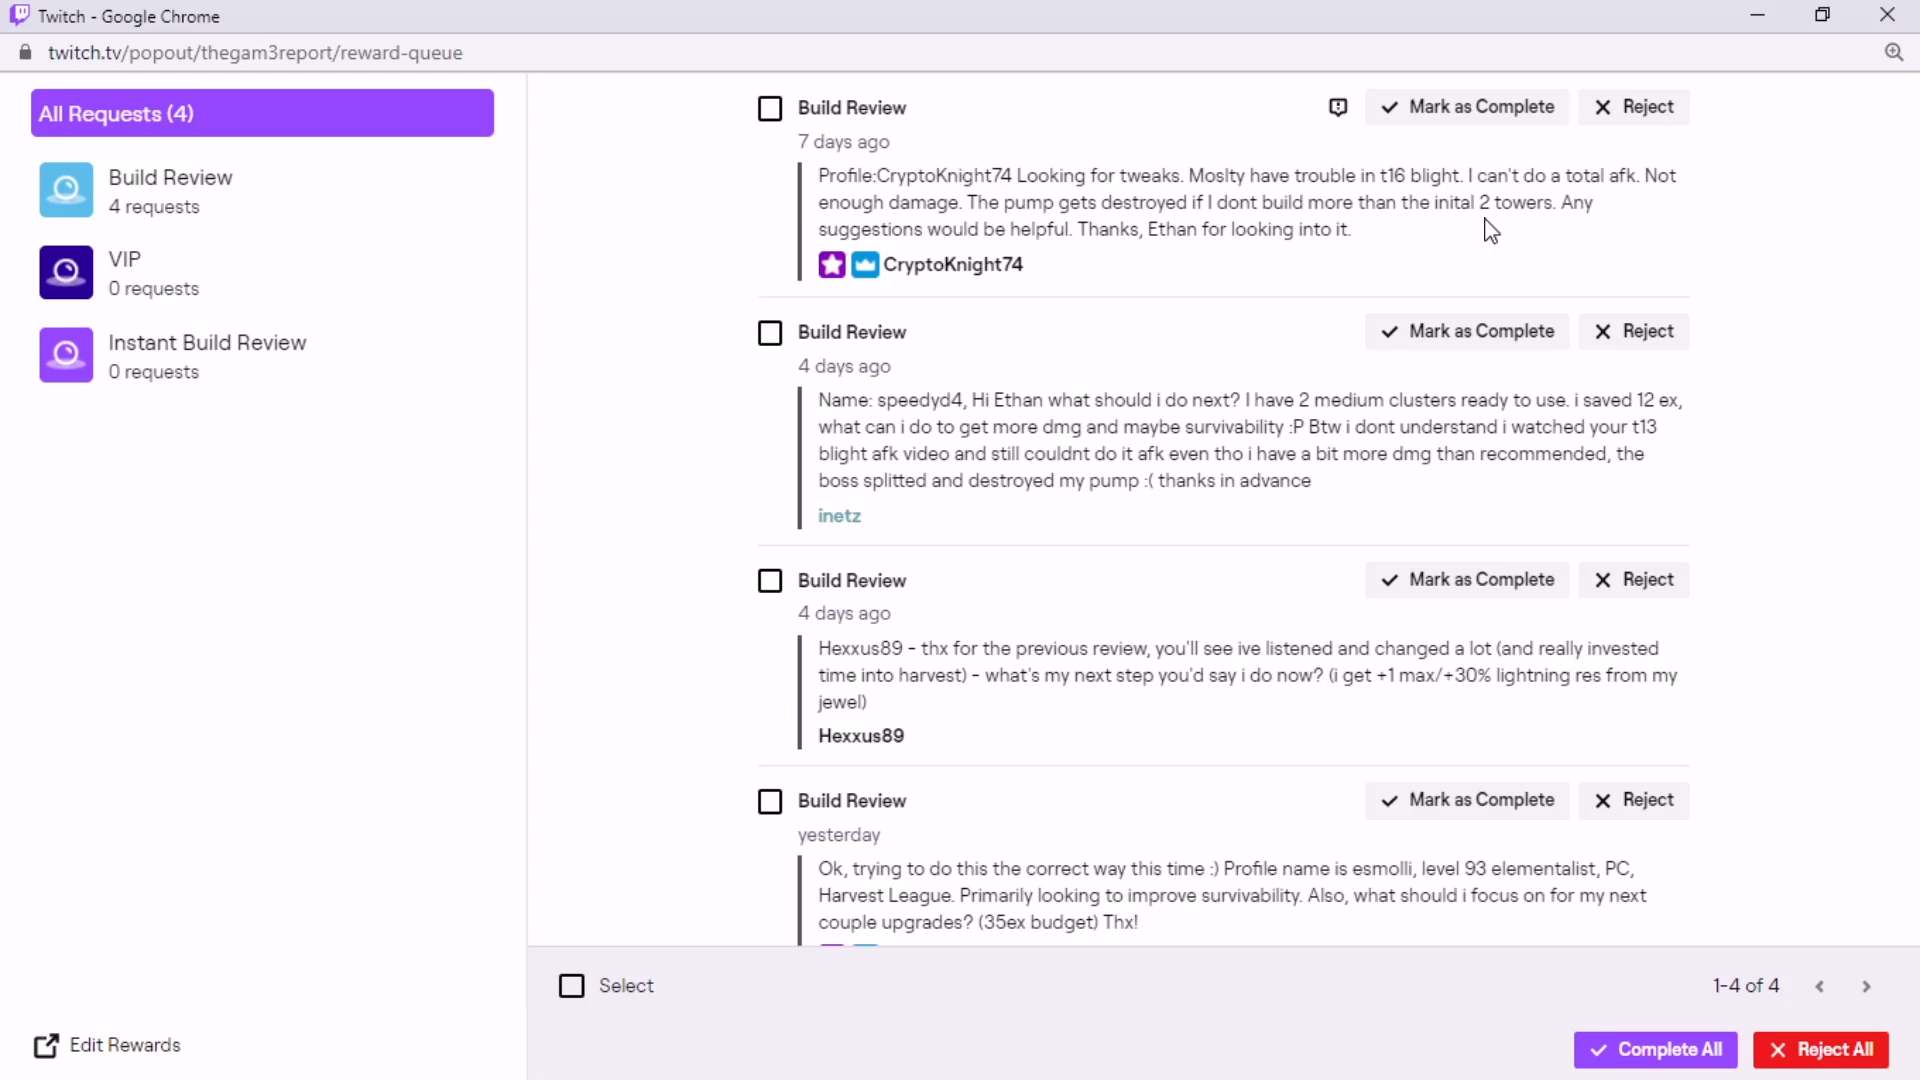 Twitch - Google Chrome
twitch.tv/popout/thegam3report/reward-queue
All Requests (4)
Build Review
4 requests
VIP
0 requests
Instant Build Review
0 requests
Edit Rewards
Build Review
Mark as Complete
Reject
7 days ago
Profile:CryptoKnight74 Looking for tweaks. Moslty have trouble in t16 blight. I can't do a total afk. Not
enough damage. The pump gets destroyed if I dont build more than the inital 2 towers. Any
suggestions would be helpful. Thanks, Ethan for looking into it.
CryptoKnight74
Build Review
Mark as Complete
Reject
4 days ago
Name: speedyd4, Hi Ethan what should i do next? I have 2 medium clusters ready to use. i saved 12 ex,
what can i do to get more dmg and maybe survivability :P Btw i dont understand i watched your t13
blight afk video and still couldnt do it afk even tho i have a bit more dmg than recommended, the
boss splitted and destroyed my pump :( thanks in advance
inetz
Build Review
Mark as Complete
Reject
4 days ago
Hexxus89 - thx for the previous review, you'll see ive listened and changed a lot (and really invested
time into harvest) - what's my next step you'd say i do now? (i get +1 max/+30% lightning res from my
jewel)
Hexxus89
Build Review
Mark as Complete
Reject
yesterday
Ok, trying to do this the correct way this time :) Profile name is esmolli, level 93 elementalist, PC,
Harvest League. Primarily looking to improve survivability. Also, what should i focus on for my next
couple upgrades? (35ex budget) Thx!
Select
1-4 of 4
Complete All
Reject All